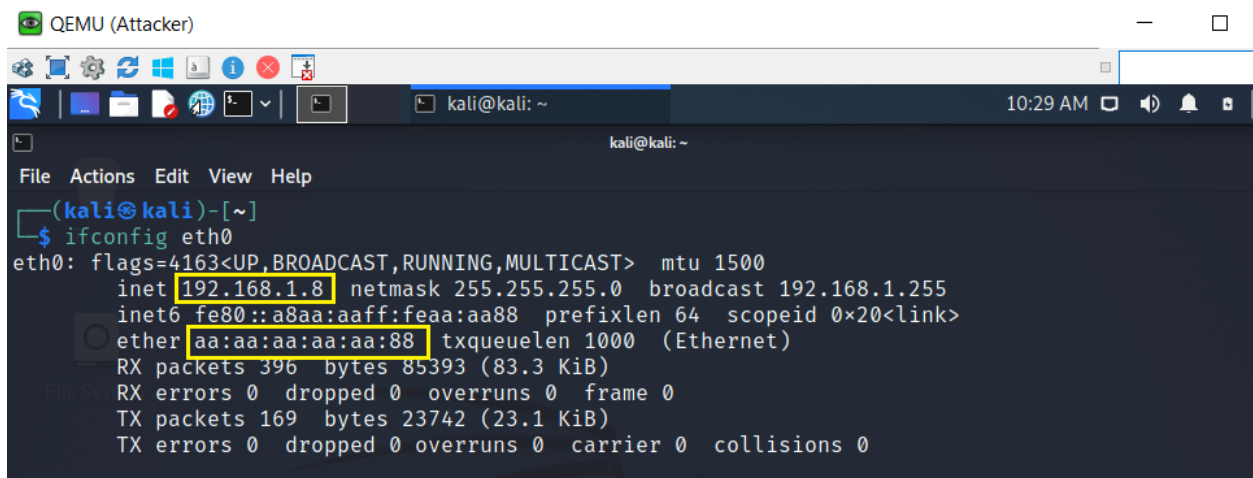 QEMU (Attacker)
kali@kali: ~
10:29 AM
kali@kali: ~
File Actions Edit View Help
(kali㉿kali)-[~]
$ ifconfig eth0
eth0: flags=4163<UP,BROADCAST,RUNNING,MULTICAST> mtu 1500
inet 192.168.1.8 netmask 255.255.255.0 broadcast 192.168.1.255
inet6 fe80::a8aa:aaff:feaa:aa88 prefixlen 64 scopeid 0×20<link>
ether aa:aa:aa:aa:aa:88 txqueuelen 1000 (Ethernet)
RX packets 396 bytes 85393 (83.3 KiB)
File Sys
RX errors 0 dropped 0 overruns 0 frame 0
TX packets 169 bytes 23742 (23.1 KiB)
TX errors 0 dropped 0 overruns 0 carrier 0 collisions 0